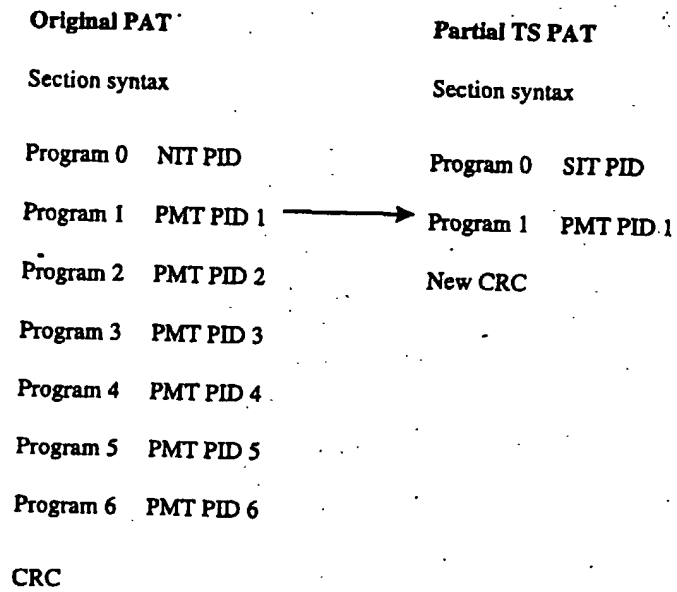 Original PAT
Section syntax
Program 0 NIT PID
Program 1 PMT PID 1
Program 2 PMT PID 2
Program 3 PMT PID 3
Program 4 PMT PID 4
Program 5 PMT PID 5
Program 6 PMT PID 6
CRC
Partial TS PAT
Section syntax
Program 0 SIT PID
Program 1 PMT PID 1
New CRC